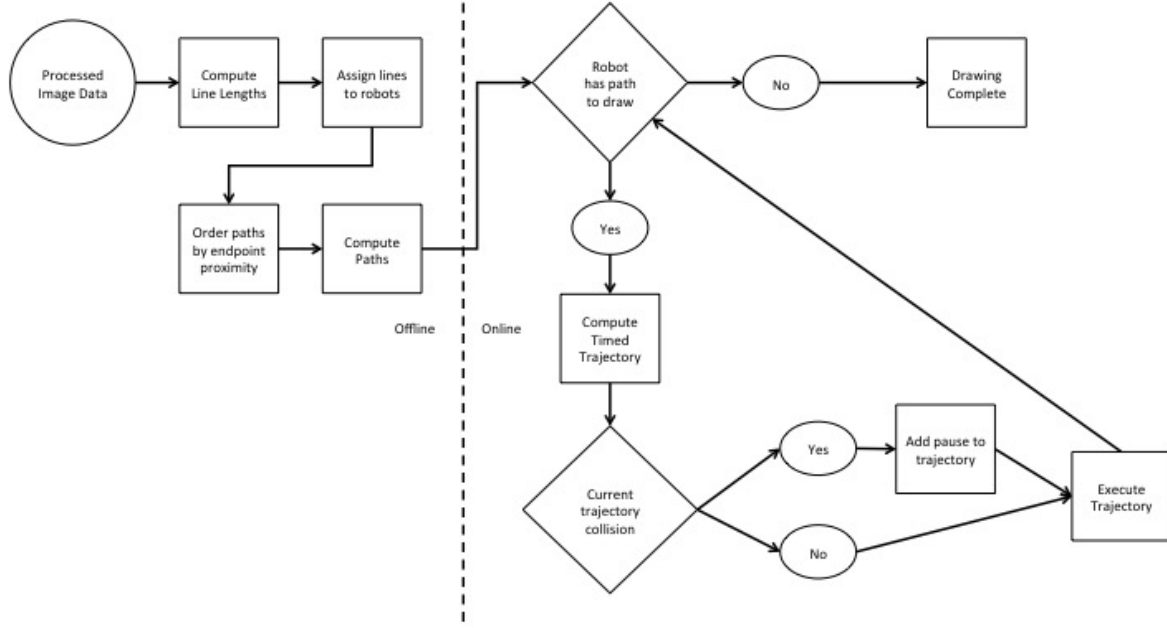 Processed
Image Data
Compute
Line Lengths
Assign lines
to robots
Order paths
by endpoint
proximity
Compute
Paths
Offline
Online
Robot
has path
to draw
No
Drawing
Complete
Yes
Compute
Timed
Trajectory
Current
trajectory
collision
Yes
Add pause to
trajectory
No
Execute
Trajectory